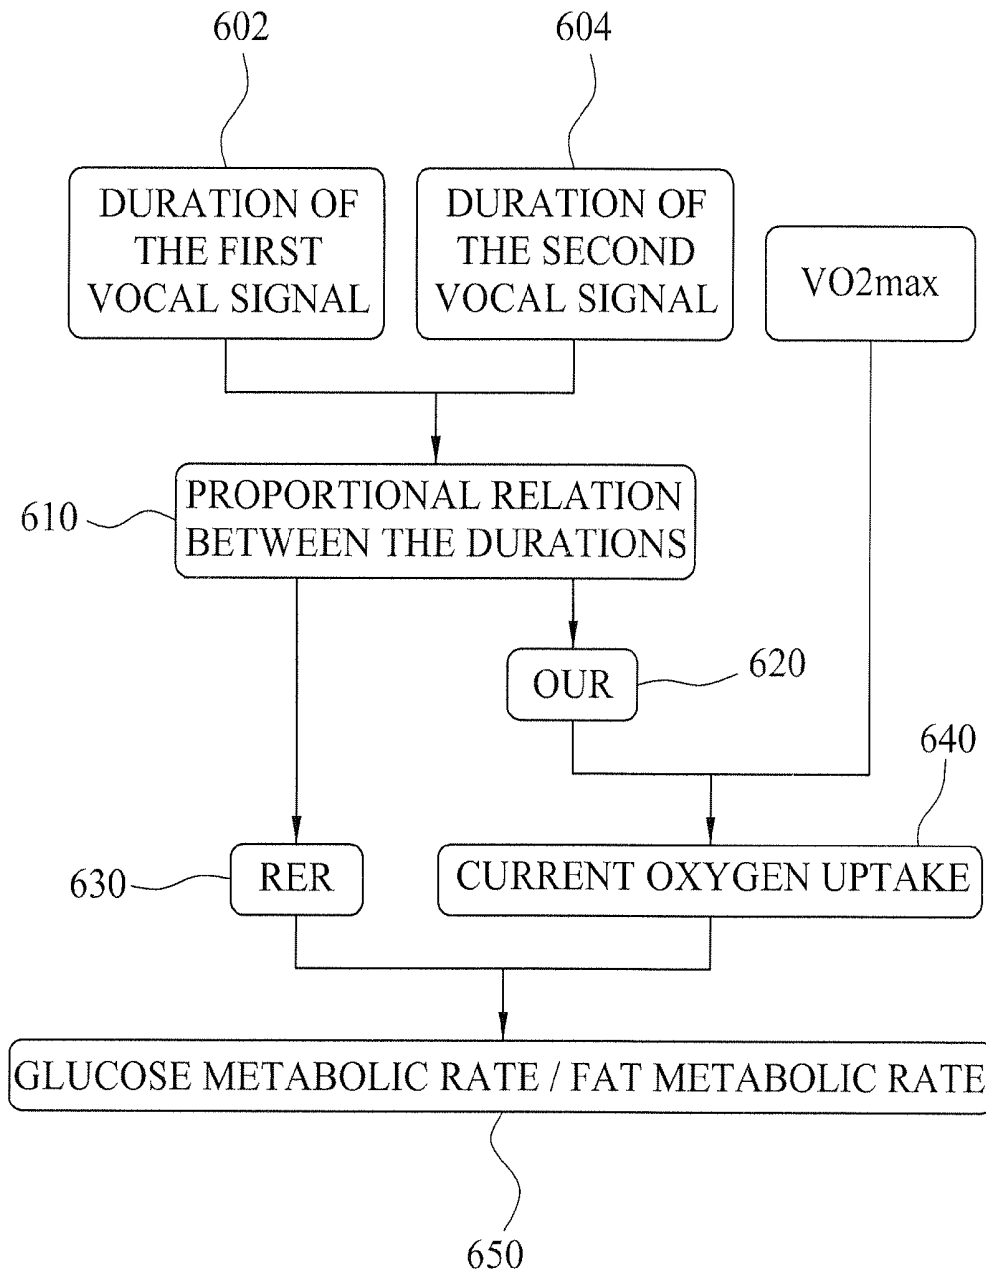 602
604
DURATION OF
THE FIRST
VOCAL SIGNAL
DURATION OF
THE SECOND
VOCAL SIGNAL
VO2max
610
PROPORTIONAL RELATION
BETWEEN THE DURATIONS
OUR
620
640
630
RER
CURRENT OXYGEN UPTAKE
GLUCOSE METABOLIC RATE / FAT METABOLIC RATE
650